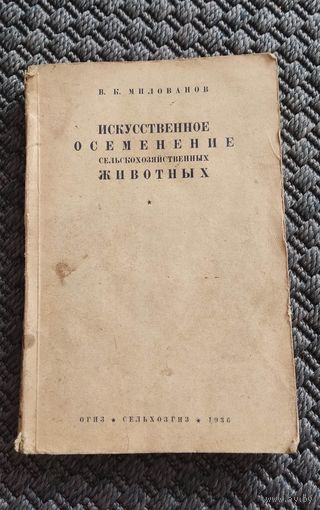 В. К. МИЛОВАНОВ
ИСКУССТВЕННОЕ
ОСЕМЕНЕНИЕ
СЕЛЬСКОХОЗЯЙСТВЕННЫХ
ЖИВОТНЫХ
ОГИЗ ★ СЕЛЬХОЗГИЗ ★ 1936